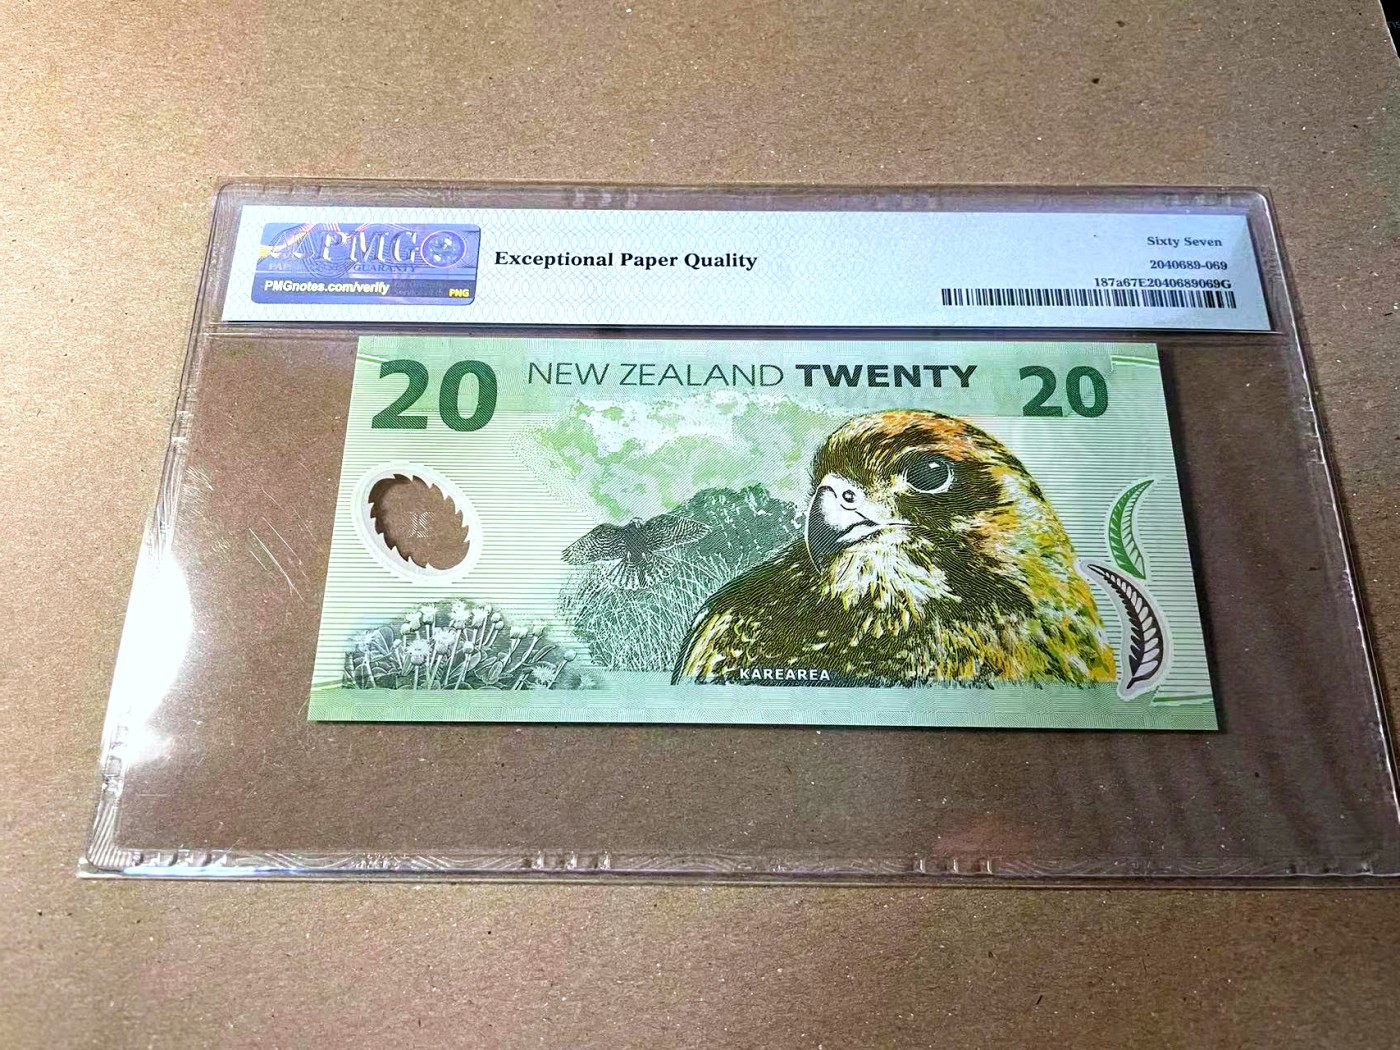 PMG
GUARANTY
PMGnotes.com/verify
PNG
Exceptional Paper Quality
Sixty Seven
2040689-069
187a67E2040689069G
20 NEW ZEALAND TWENTY 20
KAREAREA